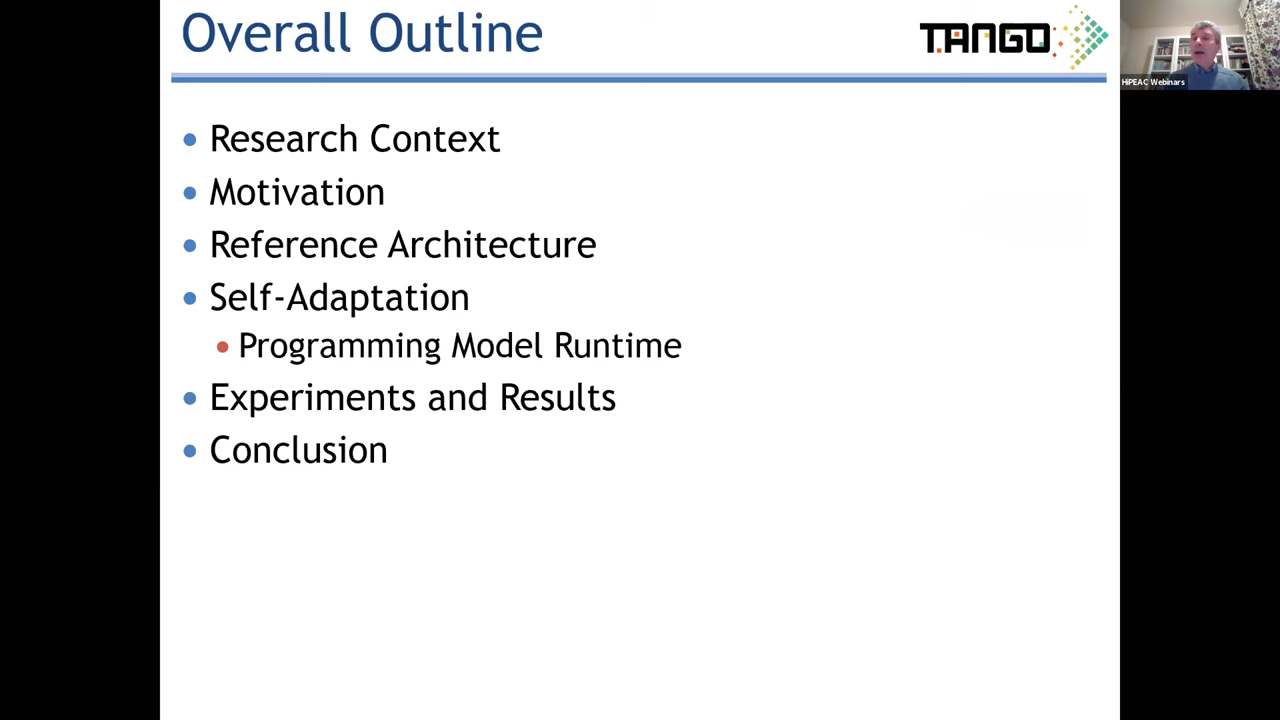 Overall Outline
TANGO
HiPEAC Webinars
• Research Context
• Motivation
• Reference Architecture
• Self-Adaptation
• Programming Model Runtime
• Experiments and Results
• Conclusion